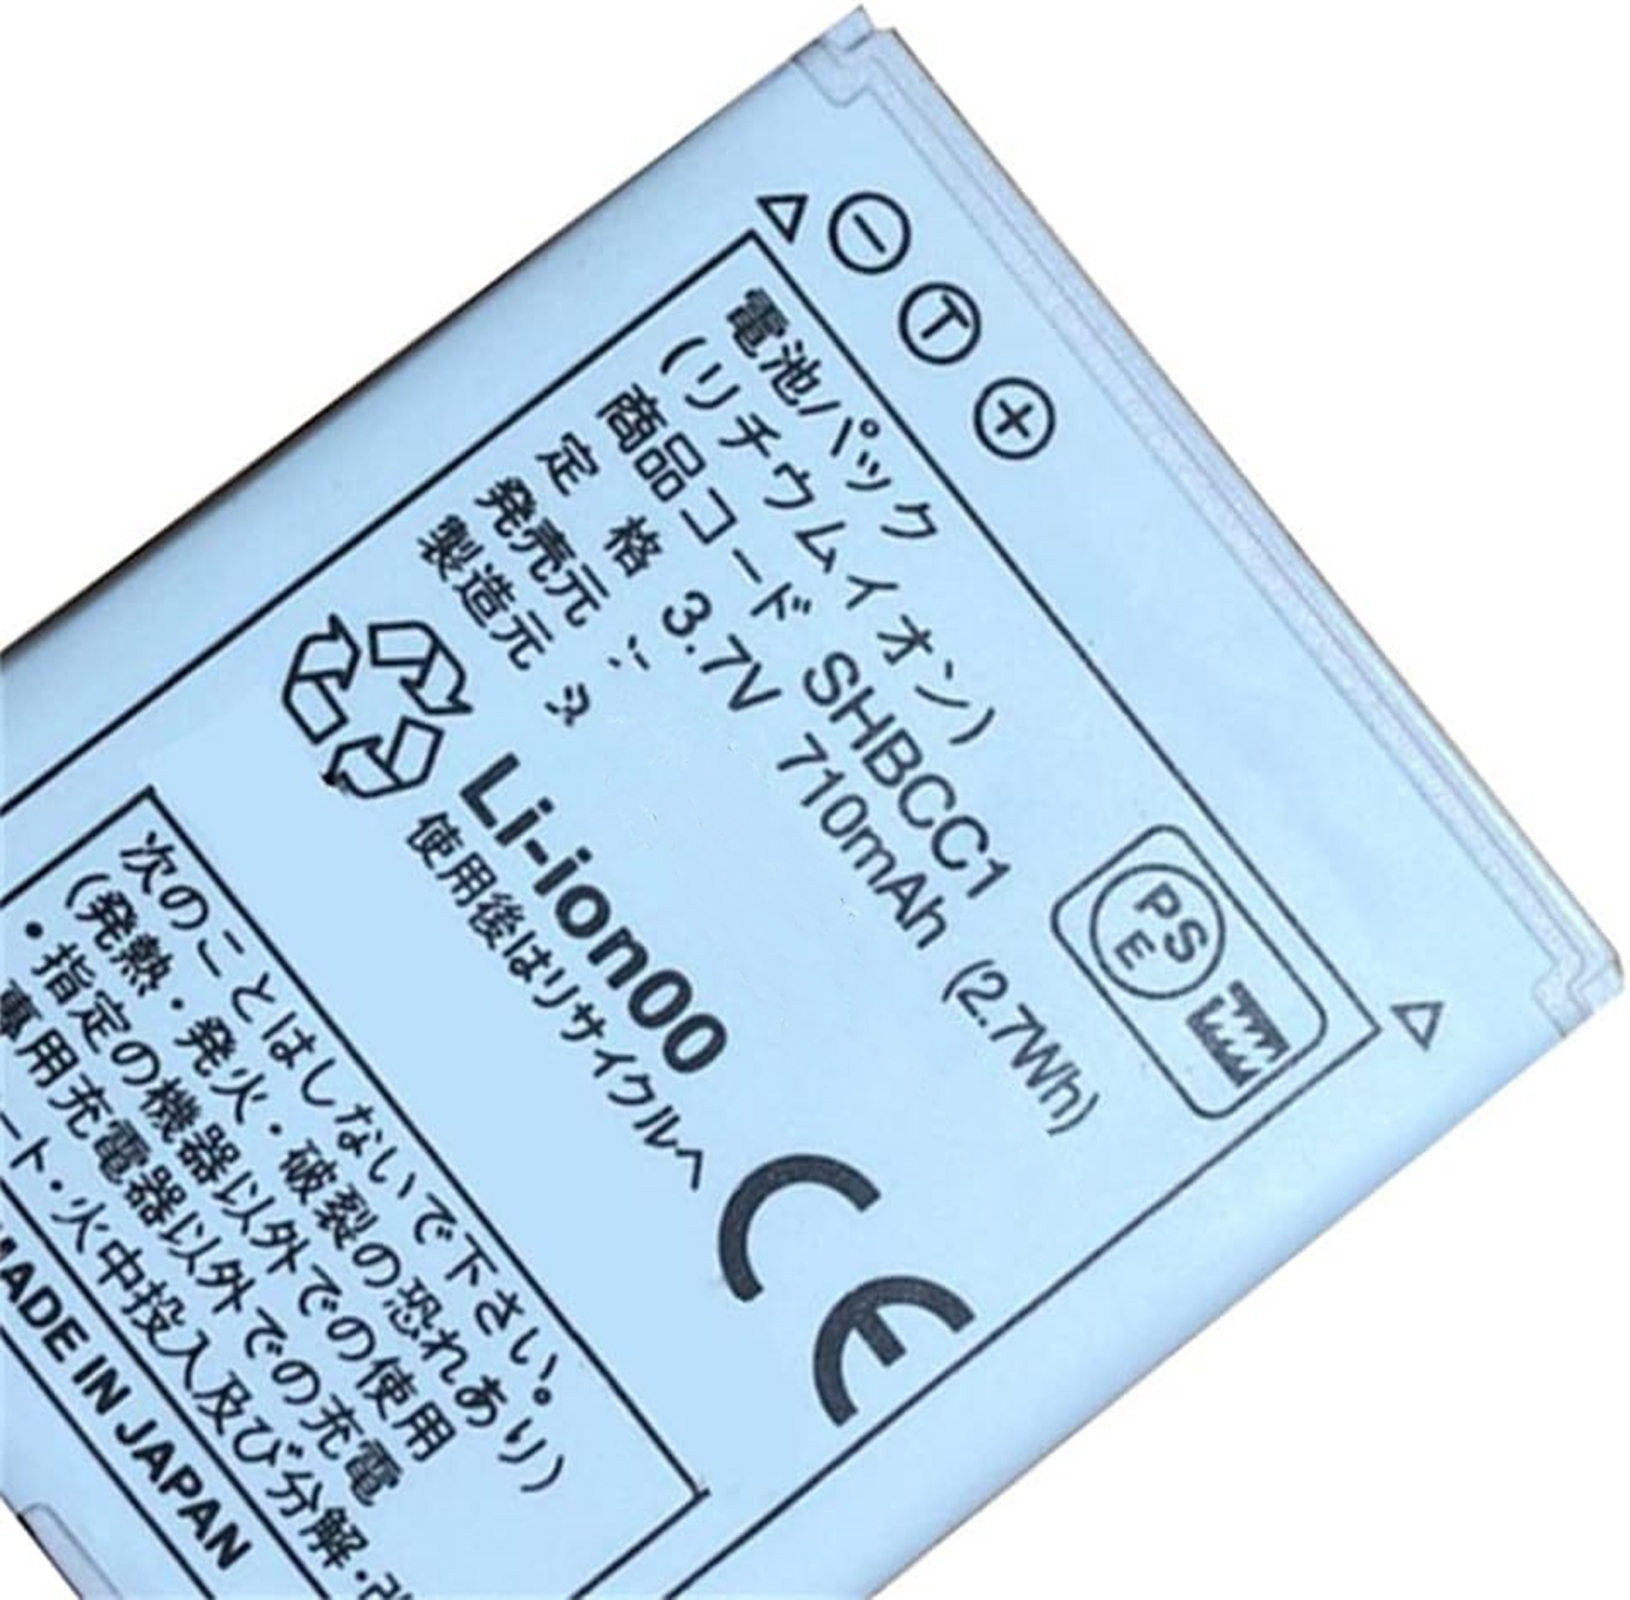 電池パック
(リチウムイオン)
商品コード SHBCC1
定 格 3.7V 710mAh (2.7Wh)
発売元
製造元
PSE
Li-ion00
使用後はリサイクルへ
CE
次のことはしないで下さい。
(発熱・発火・破裂の恐れあり)
・指定の機器以外での使用
專用充電器以外での充電
ート・火中投入及び分解・改
MADE IN JAPAN